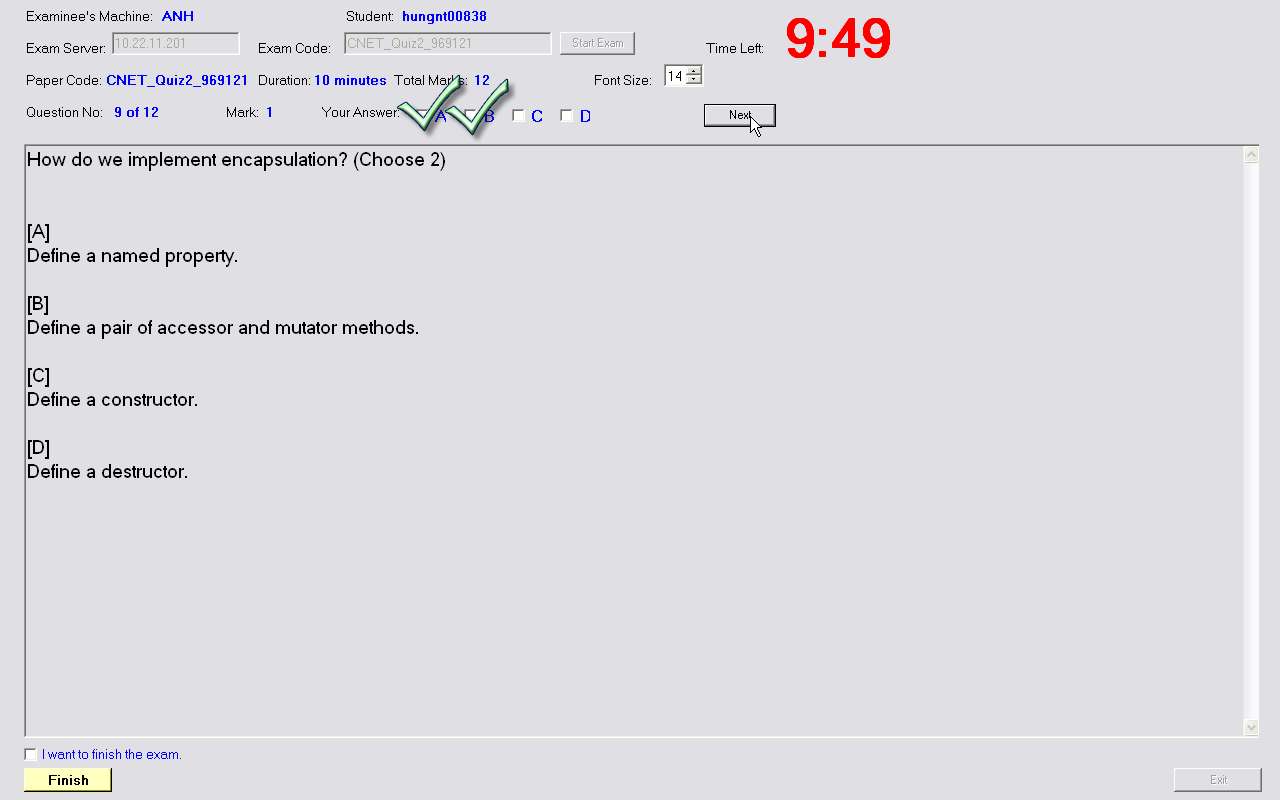 Examinee's Machine: ANH Student: hungnt00838
Exam Server: 10.22.11.201 Exam Code: CNET_Quiz2_969121 Start Exam Time Left: 9:49
Paper Code: CNET_Quiz2_969121 Duration: 10 minutes Total Marks: 12 Font Size: 14
Question No: 9 of 12 Mark: 1 Your Answer: A B C D Next
How do we implement encapsulation? (Choose 2)
[A]
Define a named property.
[B]
Define a pair of accessor and mutator methods.
[C]
Define a constructor.
[D]
Define a destructor.
I want to finish the exam.
Finish Exit